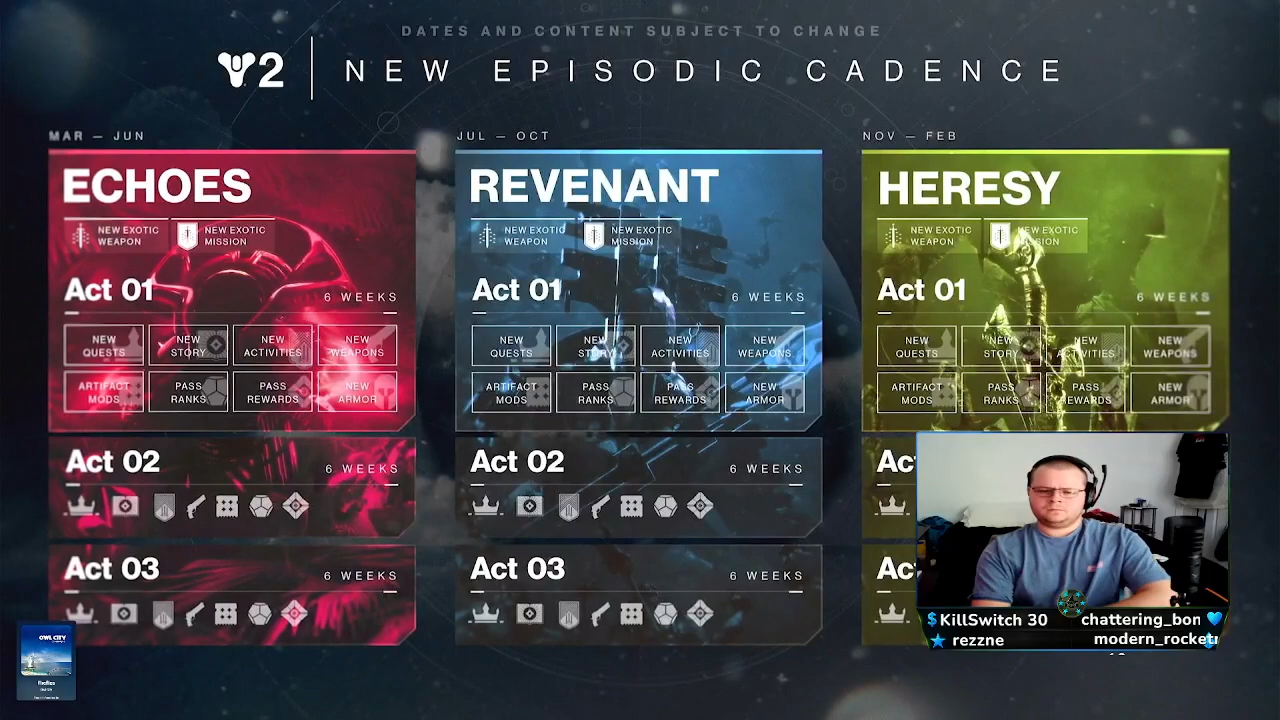 DATES AND CONTENT SUBJECT TO CHANGE
2 NEW EPISODIC CADENCE
MAR — JUN
ECHOES
NEW EXOTIC
WEAPON
NEW EXOTIC
MISSION
Act 01
6 WEEKS
NEW
QUESTS
NEW
STORY
NEW
ACTIVITIES
NEW
WEAPONS
ARTIFACT
MODS
PASS
RANKS
PASS
REWARDS
NEW
ARMOR
Act 02
6 WEEKS
Act 03
6 WEEKS
JUL — OCT
REVENANT
NEW EXOTIC
WEAPON
NEW EXOTIC
MISSION
Act 01
6 WEEKS
NEW
QUESTS
NEW
STORY
NEW
ACTIVITIES
NEW
WEAPONS
ARTIFACT
MODS
PASS
RANKS
PASS
REWARDS
NEW
ARMOR
Act 02
6 WEEKS
Act 03
6 WEEKS
NOV — FEB
HERESY
NEW EXOTIC
WEAPON
NEW EXOTIC
MISSION
Act 01
6 WEEKS
NEW
QUESTS
NEW
STORY
NEW
ACTIVITIES
NEW
WEAPONS
ARTIFACT
MODS
PASS
RANKS
PASS
REWARDS
NEW
ARMOR
Ac
Ac
$ KillSwitch 30
chattering_bon
rezzne
modern_rocketr
OWL CITY
Fireflies